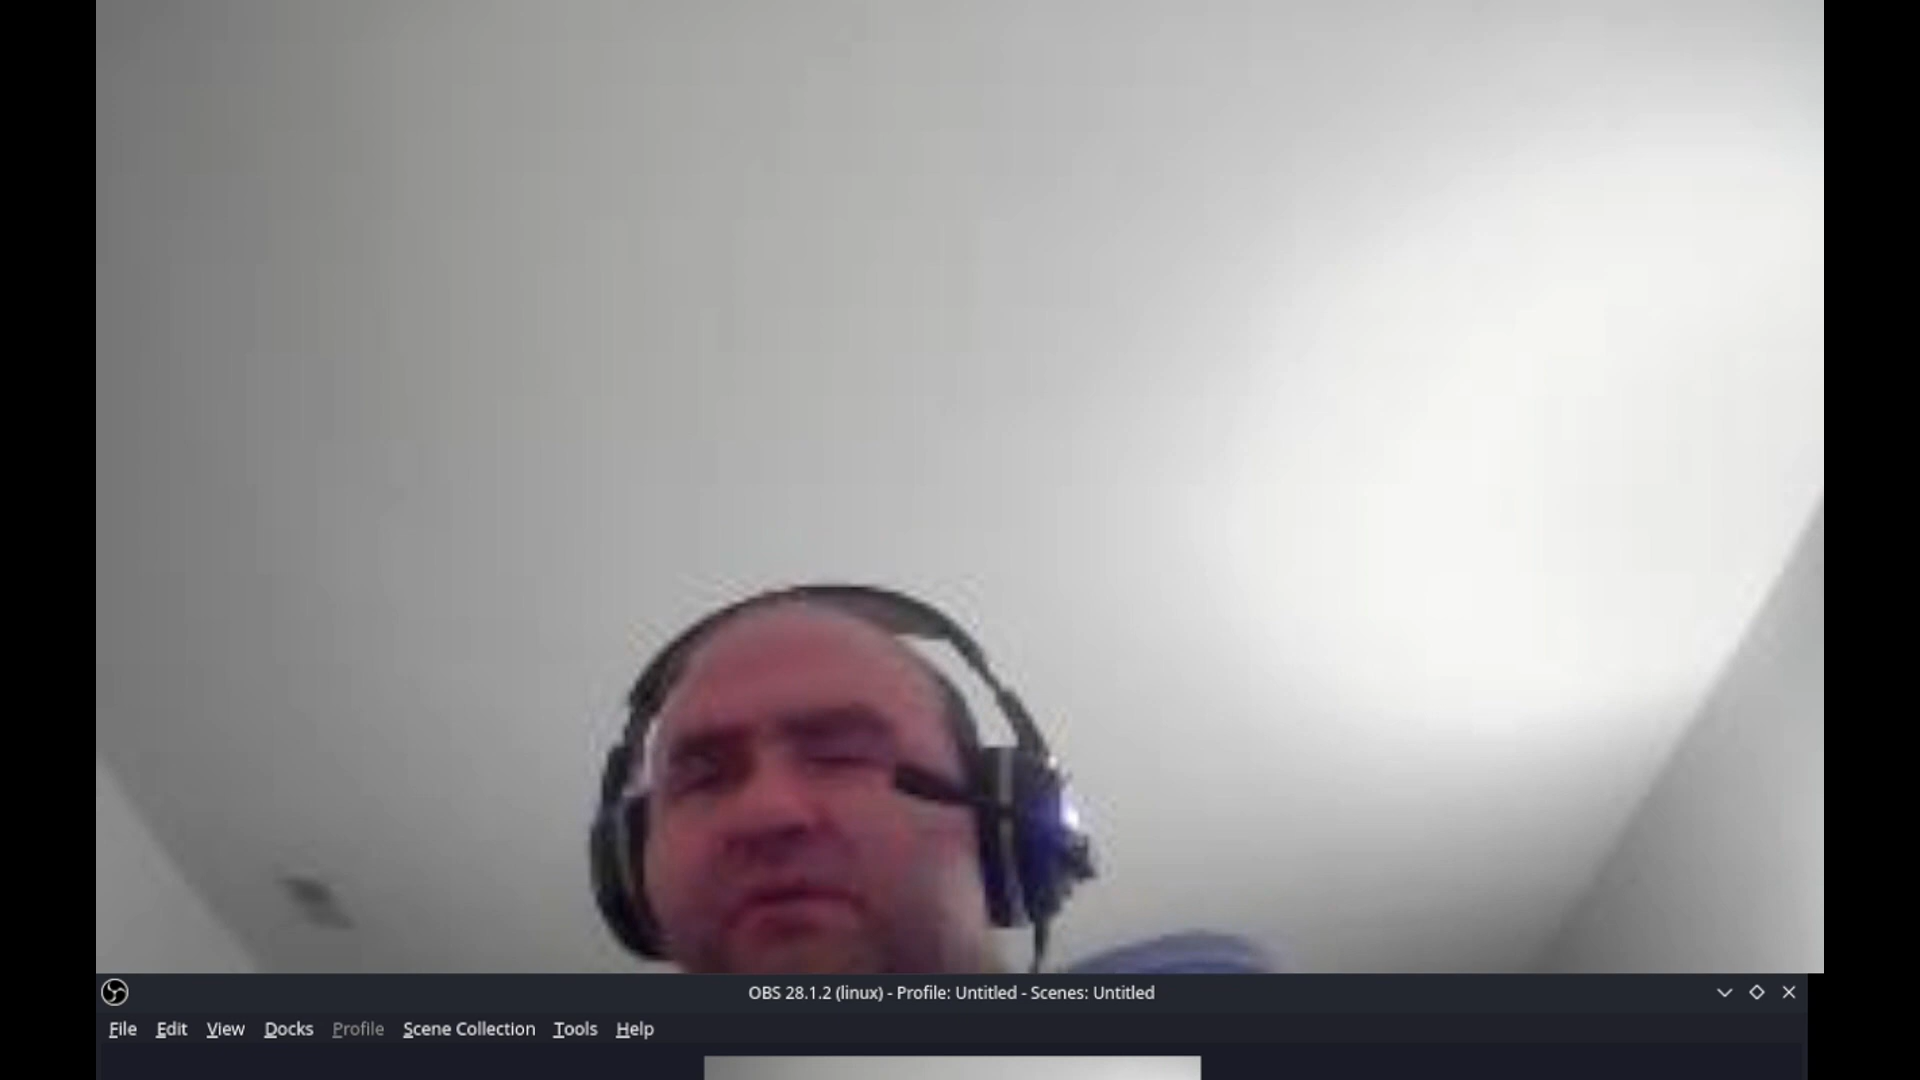 OBS 28.1.2 (linux) - Profile: Untitled - Scenes: Untitled
File Edit View Docks Profile Scene Collection Tools Help